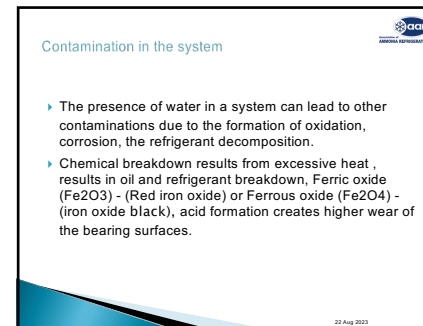 aar
AMMONIA REFRIGERAT
Contamination in the system
The presence of water in a system can lead to other
contaminations due to the formation of oxidation,
corrosion, the refrigerant decomposition.
Chemical breakdown results from excessive heat ,
results in oil and refrigerant breakdown, Ferric oxide
(Fe2O3) - (Red iron oxide) or Ferrous oxide (Fe2O4) -
(iron oxide black), acid formation creates higher wear of
the bearing surfaces.
22 Aug 2023